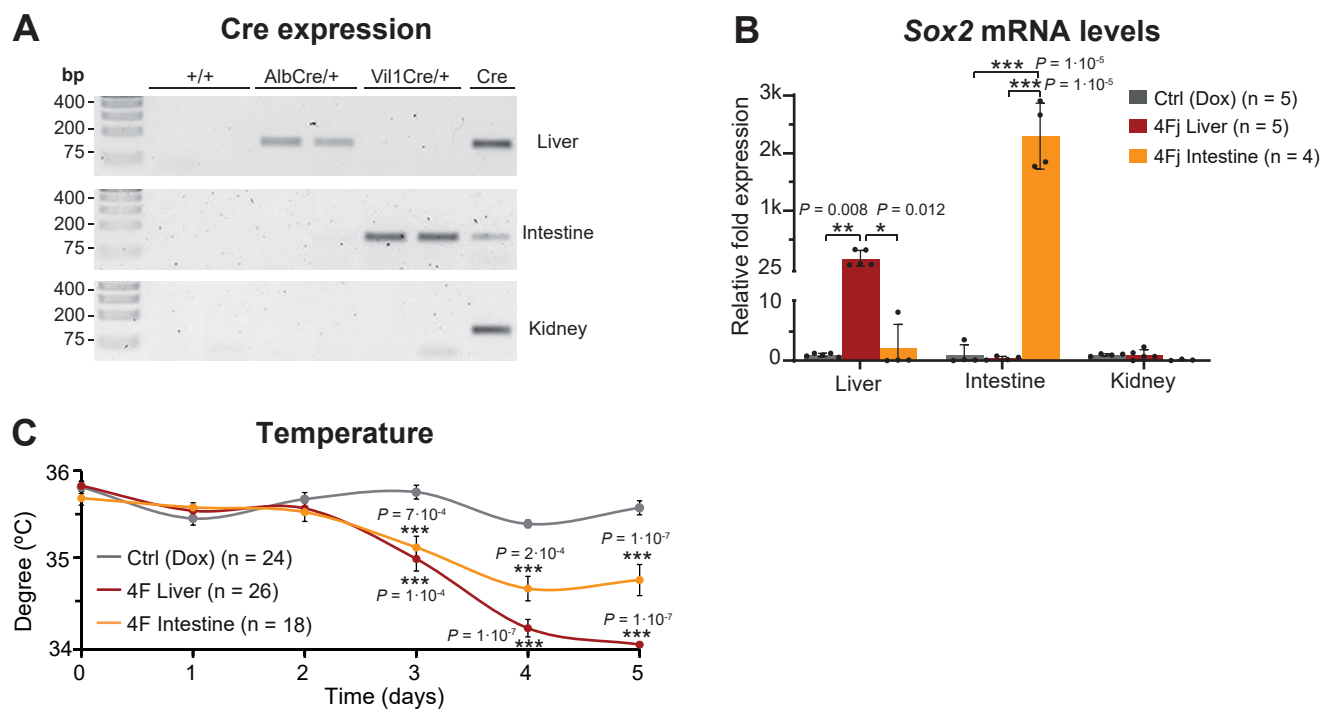 A
Cre expression
bp
+/+
AlbCre/+
Vil1Cre/+
Cre
400
200
75
Liver
400
200
75
Intestine
400
200
75
Kidney
B
Sox2 mRNA levels
*** P = 1·10⁻⁵
*** P = 1·10⁻⁵
Ctrl (Dox) (n = 5)
4Fj Liver (n = 5)
4Fj Intestine (n = 4)
Relative fold expression
3k
2k
1k
25
10
0
P = 0.008
P = 0.012
**
*
Liver
Intestine
Kidney
C
Temperature
Degree (ºC)
36
35
34
Ctrl (Dox) (n = 24)
4F Liver (n = 26)
4F Intestine (n = 18)
P = 7·10⁻⁴
***
***
P = 1·10⁻⁴
P = 2·10⁻⁴
***
P = 1·10⁻⁷
***
P = 1·10⁻⁷
***
P = 1·10⁻⁷
***
0
1
2
3
4
5
Time (days)